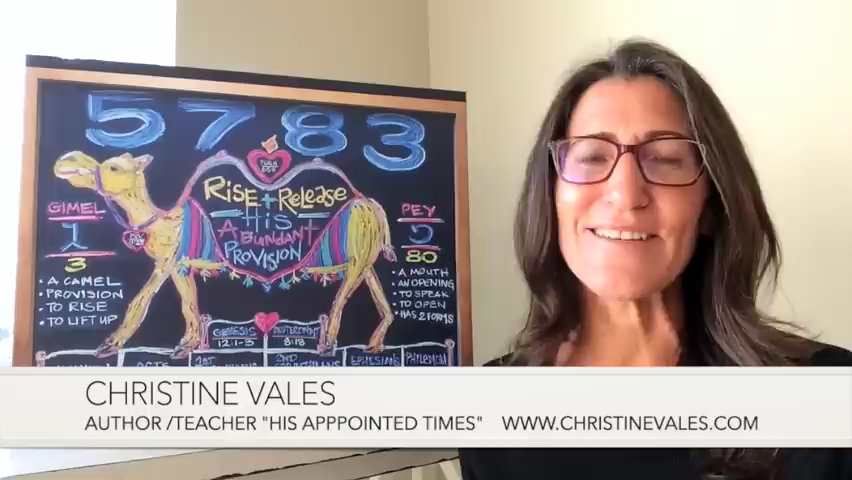 5783
RISE + RELEASE
HIS
ABUNDANT
PROVISION
GIMEL
ג
3
• A CAMEL
• PROVISION
• TO RISE
• TO LIFT UP
PEY
פ
80
• A MOUTH
• AN OPENING
• TO SPEAK
• TO OPEN
• HAS 2 FORMS
GENESIS
12:1-3
DEUTERONOMY
8:18
ACTS
1ST
2ND
EPHESIANS
CHRISTINE VALES
AUTHOR /TEACHER "HIS APPPOINTED TIMES" WWW.CHRISTINEVALES.COM